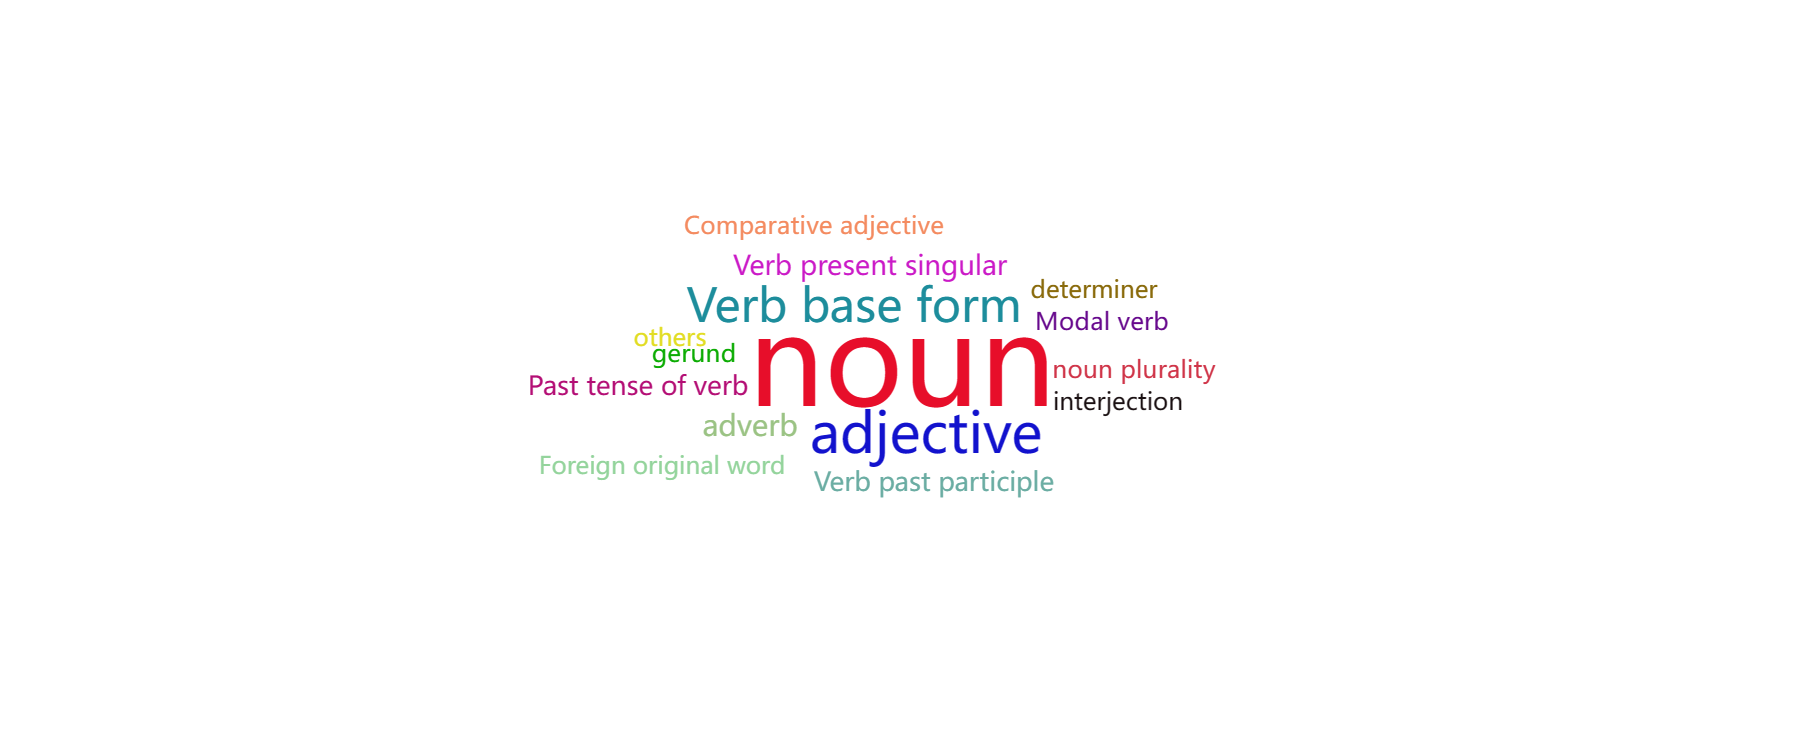 Comparative adjective
Verb present singular
Verb base form
determiner
Modal verb
others
gerund
noun
noun plurality
Past tense of verb
interjection
adverb
adjective
Foreign original word
Verb past participle